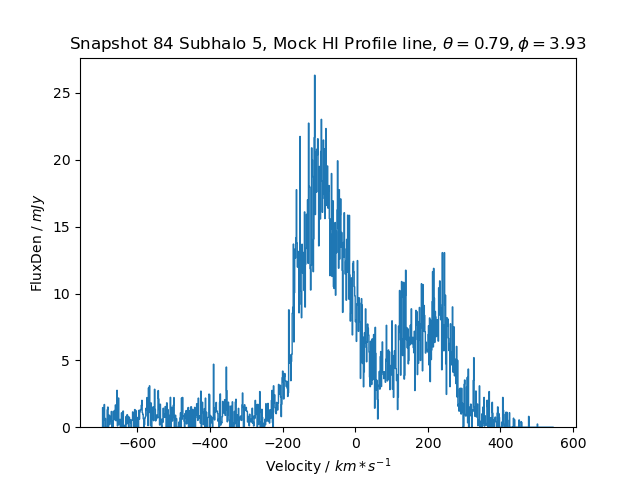 Snapshot 84 Subhalo 5, Mock HI Profile line, θ = 0.79, ϕ = 3.93
FluxDen / mJy
25
20
15
10
5
0
−600 −400 −200 0 200 400 600
Velocity / km * s⁻¹